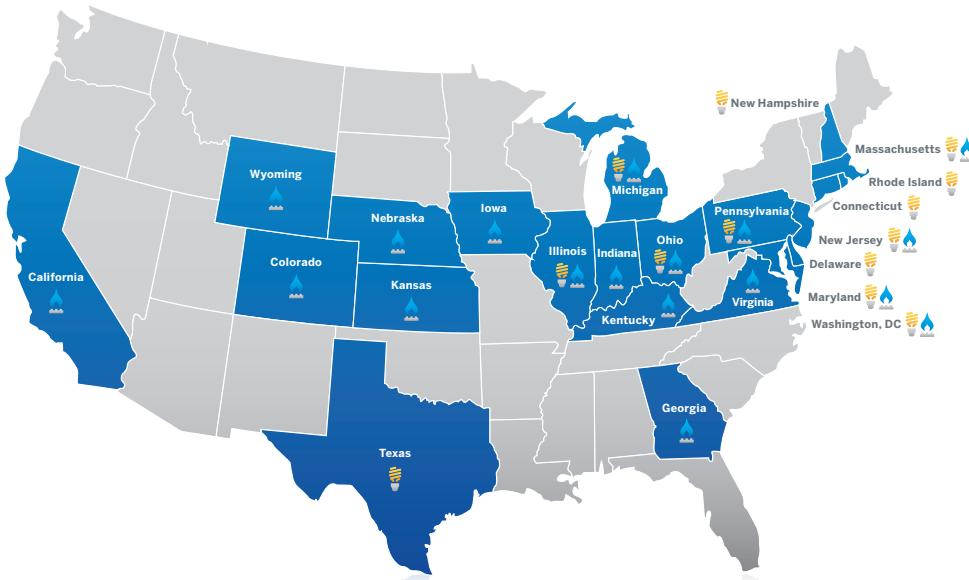 New Hampshire
Massachusetts
Rhode Island
Connecticut
New Jersey
Delaware
Maryland
Washington, DC
Wyoming
Michigan
Nebraska
Iowa
Pennsylvania
Illinois
Indiana
Ohio
California
Colorado
Kansas
Kentucky
Virginia
Georgia
Texas